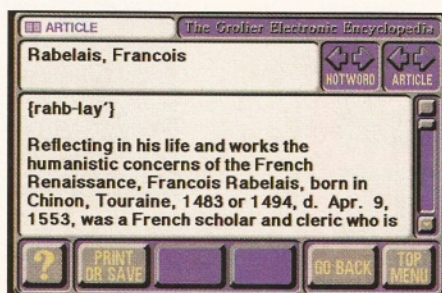 ARTICLE
The Grolier Electronic Encyclopedia
Rabelais, Francois
HOTWORD
ARTICLE
{rahb-lay′}
Reflecting in his life and works the
humanistic concerns of the French
Renaissance, Francois Rabelais, born in
Chinon, Touraine, 1483 or 1494, d. Apr. 9,
1553, was a French scholar and cleric who is
?
PRINT
OR SAVE
GO BACK
TOP
MENU